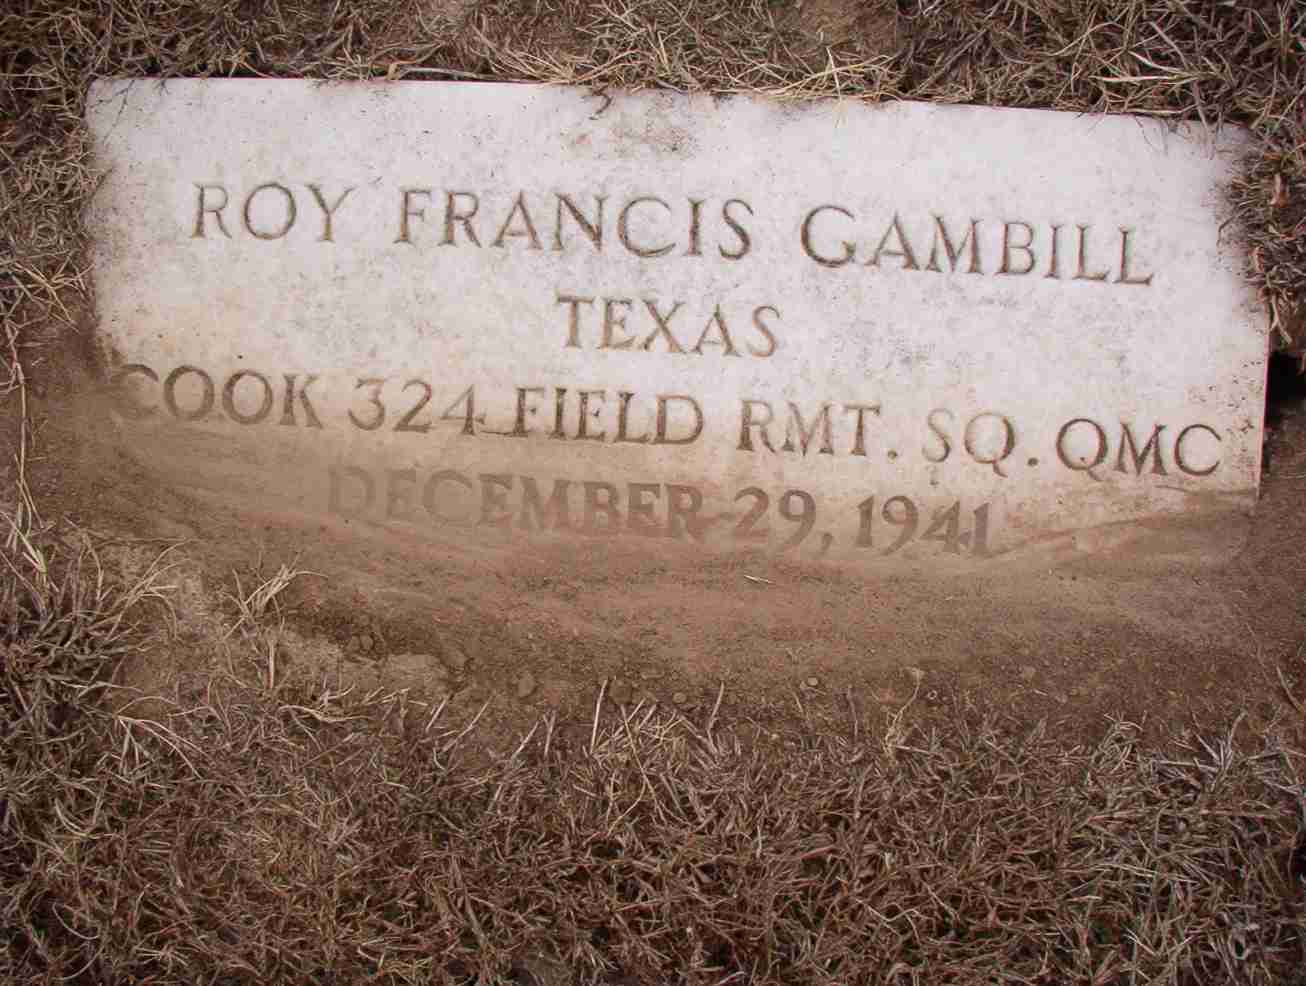 ROY FRANCIS GAMBILL
TEXAS
COOK 324 FIELD RMT. SQ. QMC
DECEMBER 29, 1941